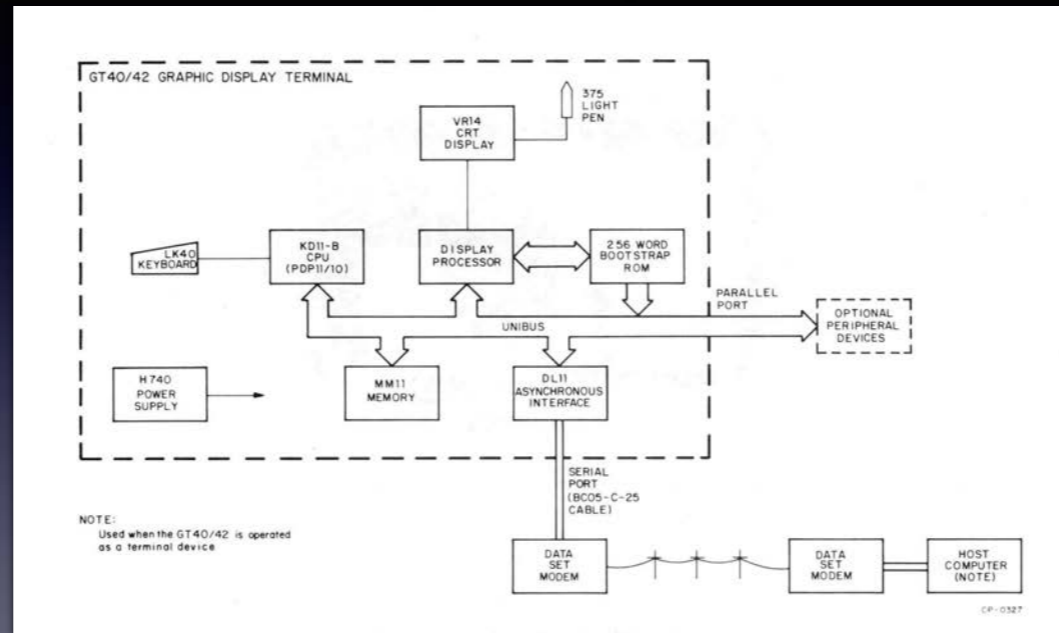 GT40/42 GRAPHIC DISPLAY TERMINAL
375
LIGHT
PEN
VR14
CRT
DISPLAY
LK40
KEYBOARD
KD11-B
CPU
(PDP11/10)
DISPLAY
PROCESSOR
256 WORD
BOOTSTRAP
ROM
PARALLEL
PORT
UNIBUS
OPTIONAL
PERIPHERAL
DEVICES
H740
POWER
SUPPLY
MM11
MEMORY
DL11
ASYNCHRONOUS
INTERFACE
SERIAL
PORT
(BC05-C-25
CABLE)
NOTE:
Used when the GT40/42 is operated
as a terminal device
DATA
SET
MODEM
DATA
SET
MODEM
HOST
COMPUTER
(NOTE)
CP-0327